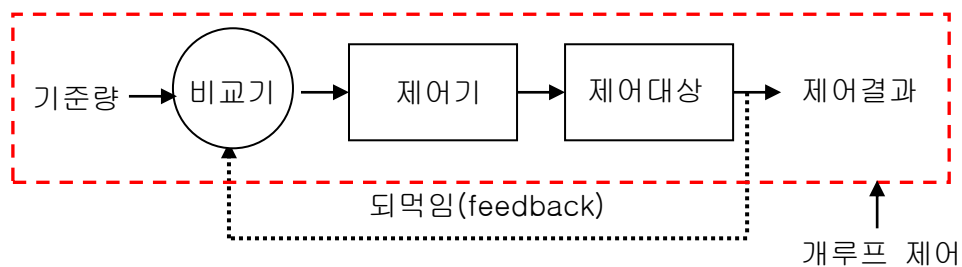 기준량
비교기
제어기
제어대상
제어결과
되먹임(feedback)
개루프 제어